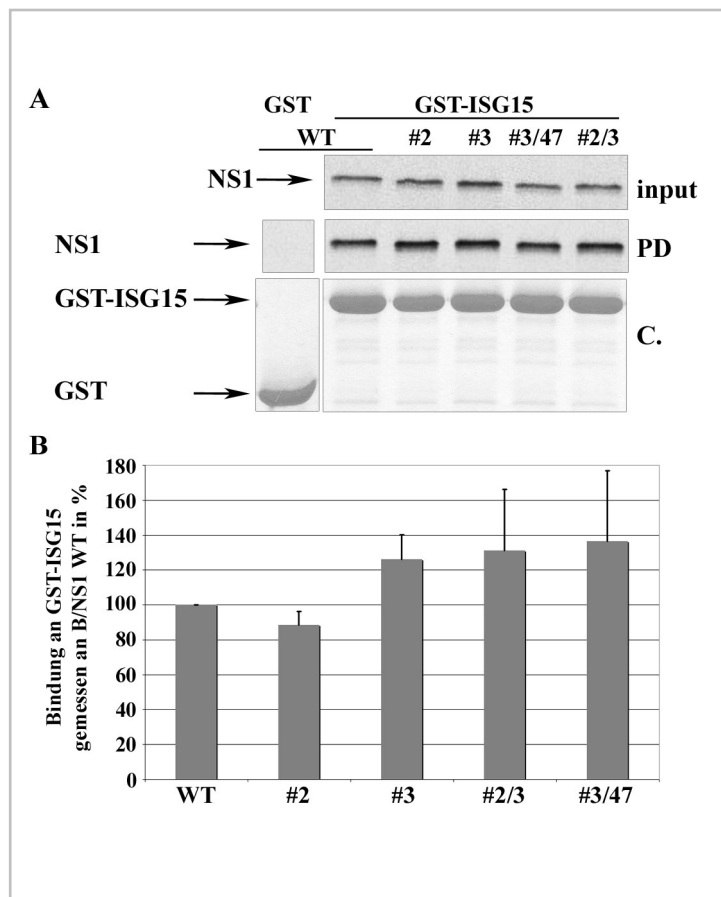 A
GST GST-ISG15
WT #2 #3 #3/47 #2/3
NS1 input
NS1 PD
GST-ISG15
C.
GST
B
Bindung an GST-ISG15
gemessen an B/NS1 WT in %
180
160
140
120
100
80
60
40
20
0
WT #2 #3 #2/3 #3/47